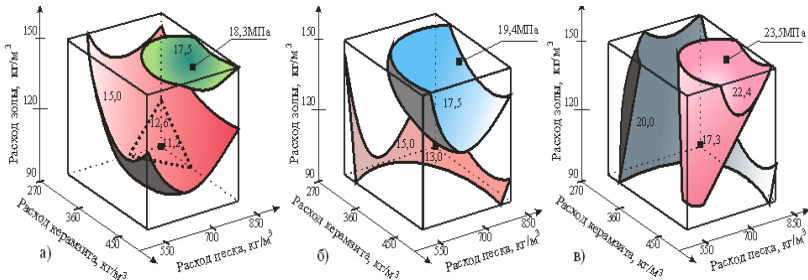 Расход золы, кг/м³
150
120
90
270
360
450
Расход керамзита, кг/м³
550
700
850
Расход песка, кг/м³
15,0
17,5
12,6
11,2
18,3МПа
а)
Расход золы, кг/м³
150
120
90
270
360
450
Расход керамзита, кг/м³
550
700
850
Расход песка, кг/м³
15,0
13,0
17,5
19,4МПа
б)
Расход золы, кг/м³
150
120
90
270
360
450
Расход керамзита, кг/м³
550
700
850
Расход песка, кг/м³
20,0
17,3
22,4
23,5МПа
в)